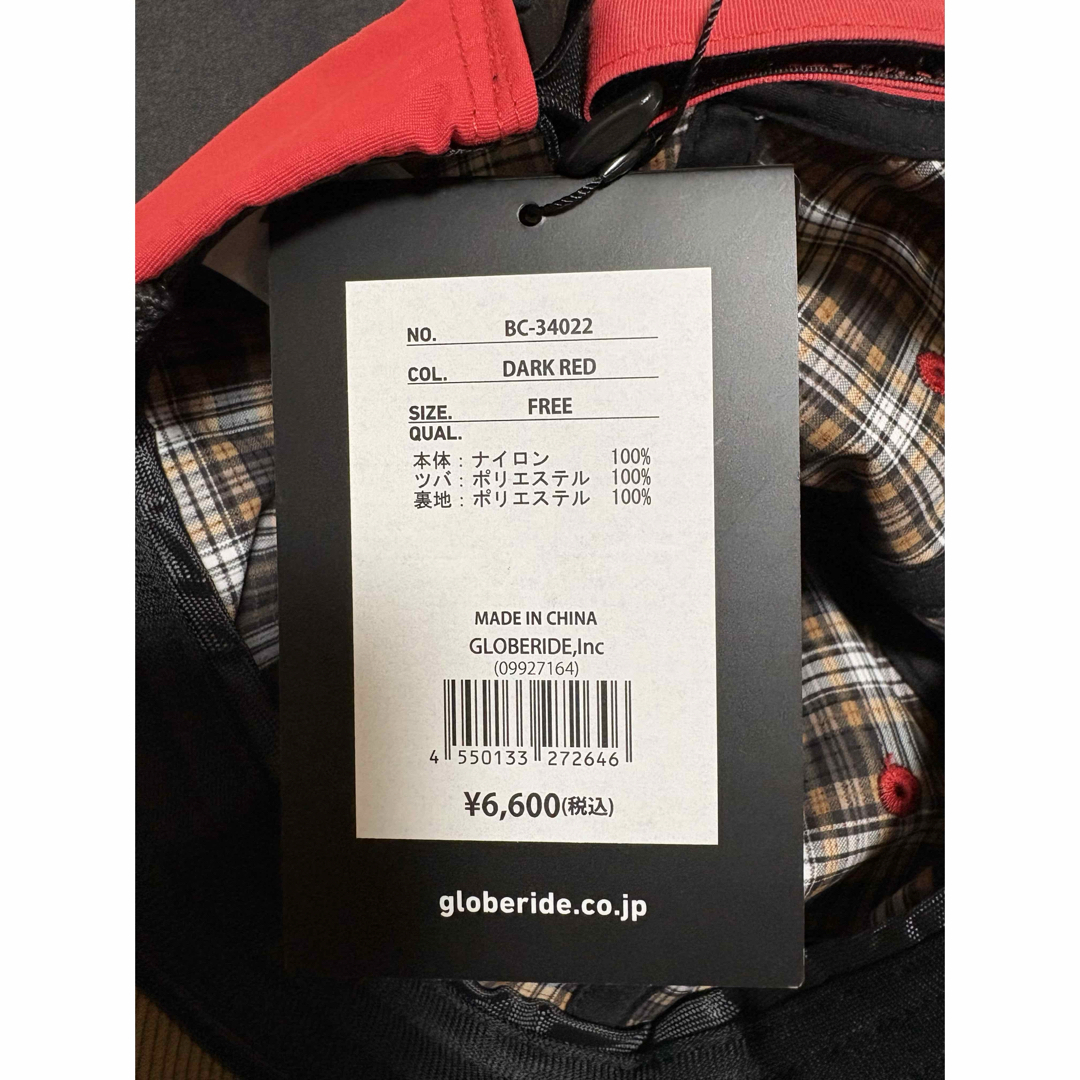 NO. BC-34022
COL. DARK RED
SIZE. FREE
QUAL.
本体：ナイロン 100%
ツバ：ポリエステル 100%
裏地：ポリエステル 100%
MADE IN CHINA
GLOBERIDE,Inc
(09927164)
4 550133 272646
¥6,600(税込)
globeride.co.jp